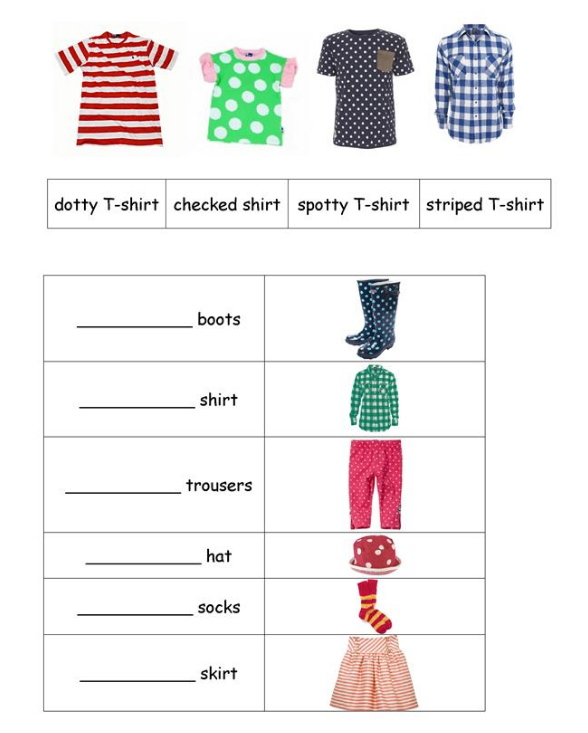 dotty T-shirt checked shirt spotty T-shirt striped T-shirt
____________ boots
____________ shirt
____________ trousers
____________ hat
____________ socks
____________ skirt